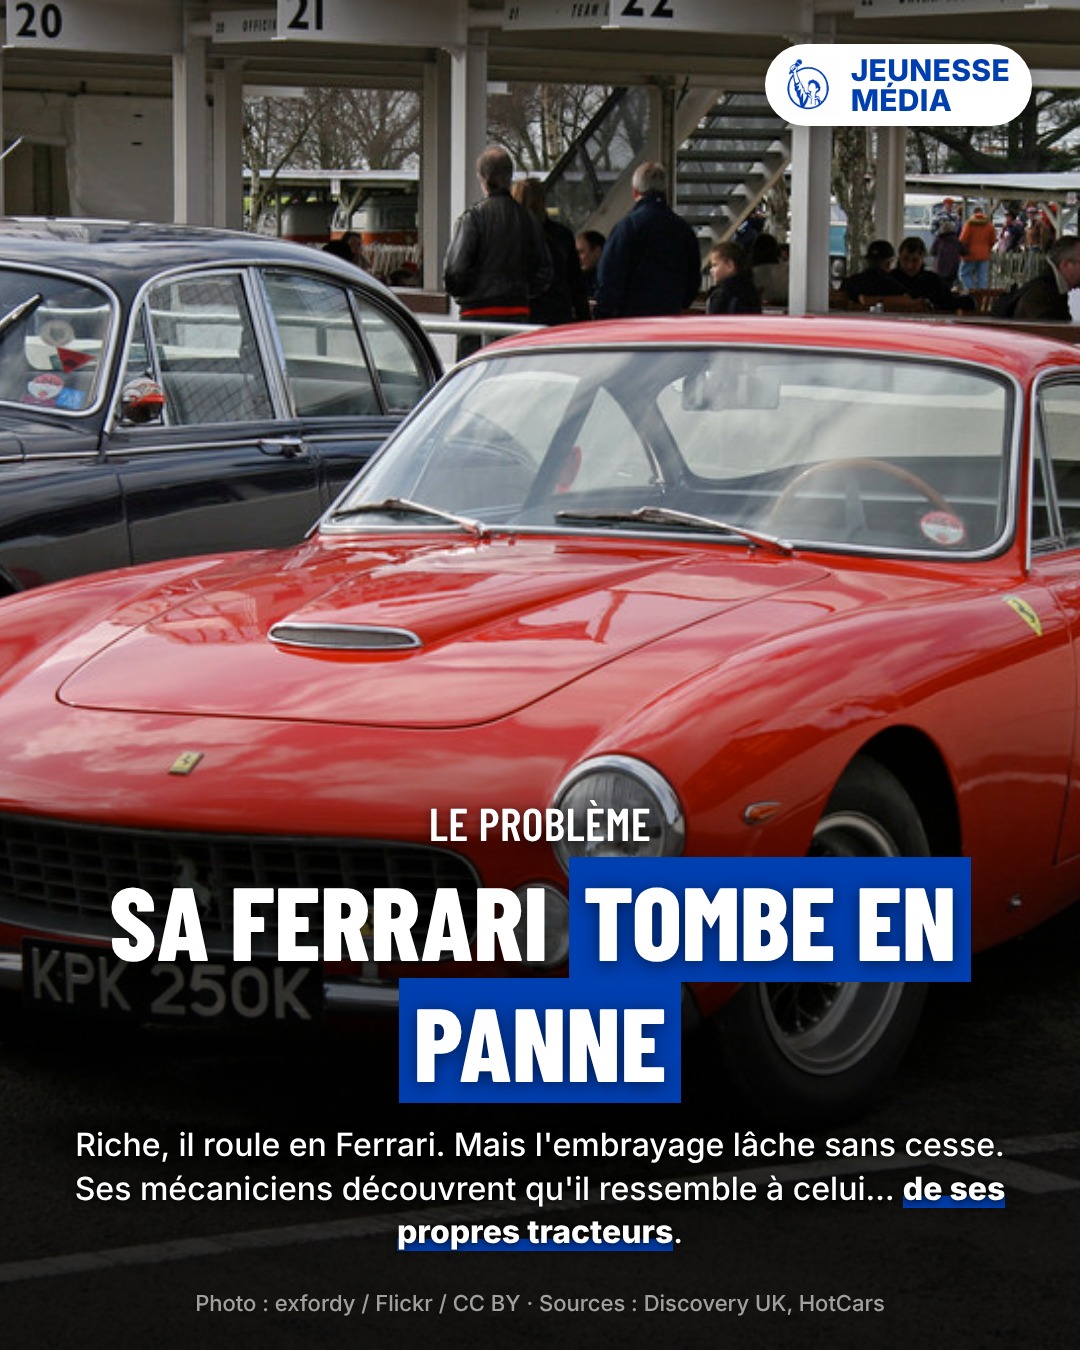 20
21
22
JEUNESSE
MÉDIA
LE PROBLÈME
SA FERRARI TOMBE EN
PANNE
KPK 250K
Riche, il roule en Ferrari. Mais l'embrayage lâche sans cesse.
Ses mécaniciens découvrent qu'il ressemble à celui... de ses
propres tracteurs.
Photo : exfordy / Flickr / CC BY · Sources : Discovery UK, HotCars